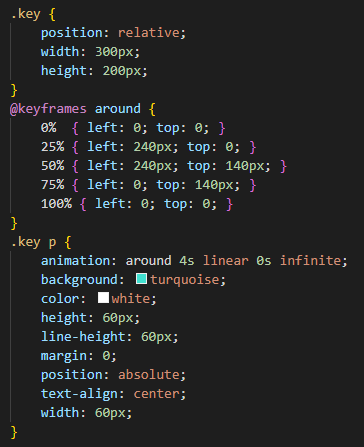 .key {
    position: relative;
    width: 300px;
    height: 200px;
}
@keyframes around {
    0%  { left: 0; top: 0; }
    25% { left: 240px; top: 0; }
    50% { left: 240px; top: 140px; }
    75% { left: 0; top: 140px; }
    100% { left: 0; top: 0; }
}
.key p {
    animation: around 4s linear 0s infinite;
    background: turquoise;
    color: white;
    height: 60px;
    line-height: 60px;
    margin: 0;
    position: absolute;
    text-align: center;
    width: 60px;
}